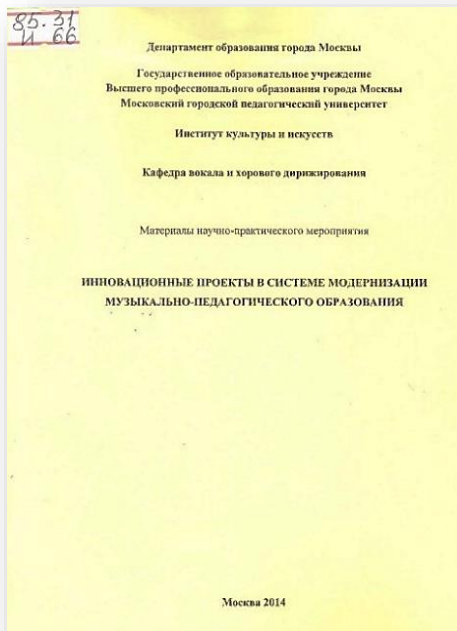 85.31
И 66
Департамент образования города Москвы
Государственное образовательное учреждение
Высшего профессионального образования города Москвы
Московский городской педагогический университет
Институт культуры и искусств
Кафедра вокала и хорового дирижирования
Материалы научно-практического мероприятия
ИННОВАЦИОННЫЕ ПРОЕКТЫ В СИСТЕМЕ МОДЕРНИЗАЦИИ
МУЗЫКАЛЬНО-ПЕДАГОГИЧЕСКОГО ОБРАЗОВАНИЯ
Москва 2014